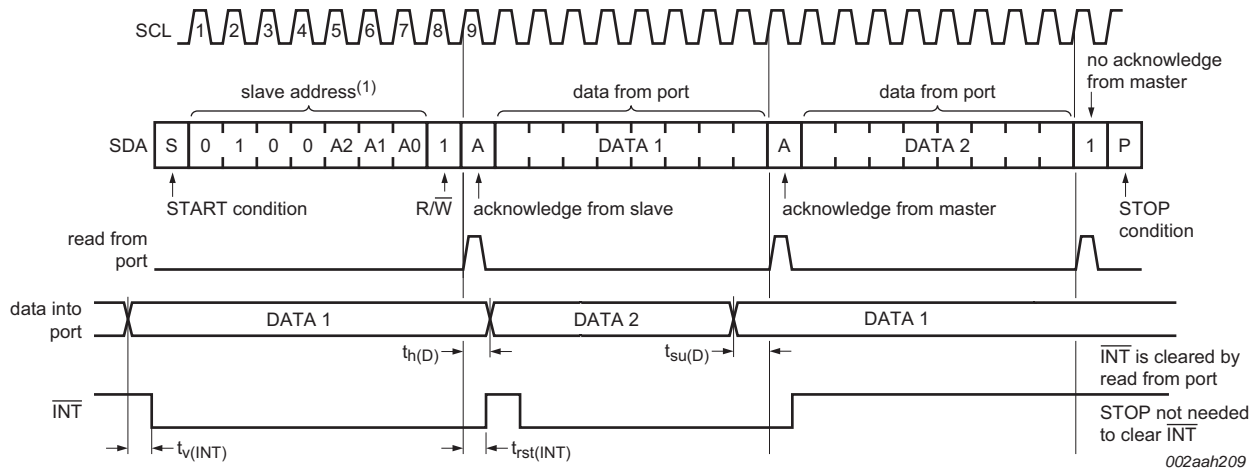 SCL 1 2 3 4 5 6 7 8 9
no acknowledge
from master
slave address(1) data from port data from port
SDA S 0 1 0 0 A2 A1 A0 1 A DATA 1 A DATA 2 1 P
START condition R/W̅ acknowledge from slave acknowledge from master STOP
condition
read from
port
data into
port DATA 1 DATA 2 DATA 1
th(D) tsu(D)
I̅N̅T̅ is cleared by
read from port
I̅N̅T̅
STOP not needed
to clear I̅N̅T̅
tv(INT) trst(INT)
002aah209